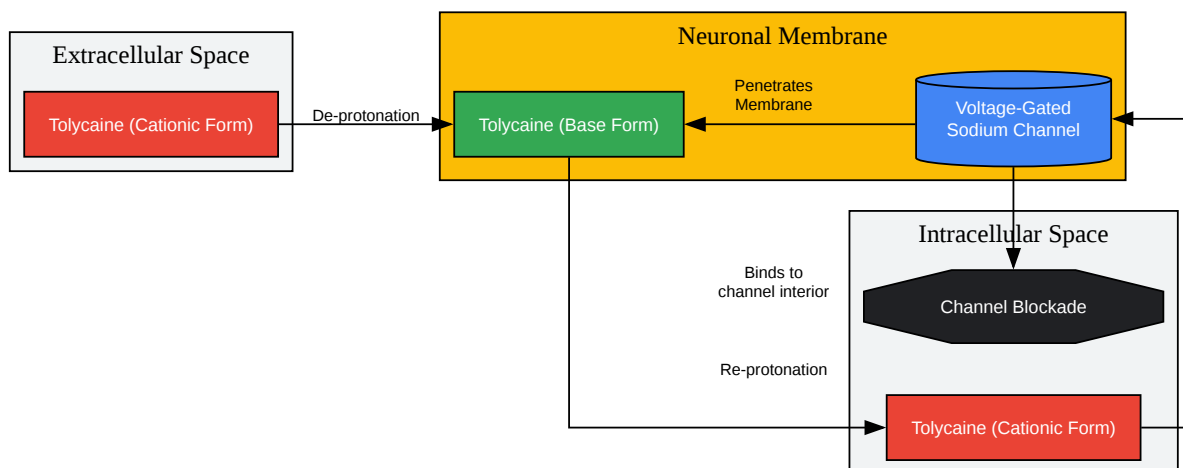 Extracellular Space
Tolycaine (Cationic Form)
De-protonation
Neuronal Membrane
Tolycaine (Base Form)
Penetrates
Membrane
Voltage-Gated
Sodium Channel
Intracellular Space
Binds to
channel interior
Channel Blockade
Re-protonation
Tolycaine (Cationic Form)